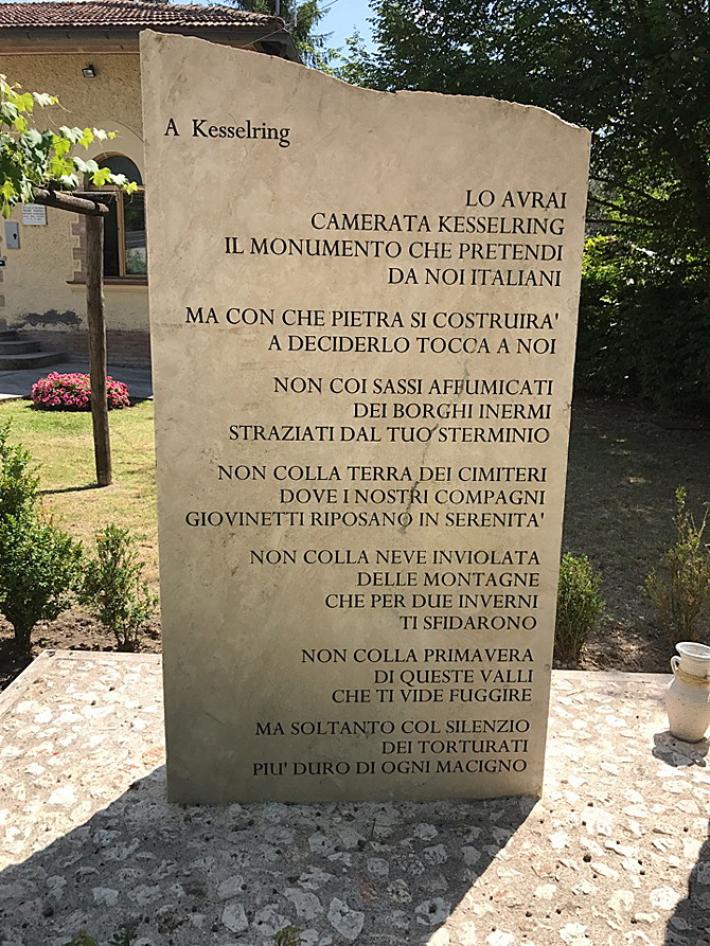 A Kesselring
LO AVRAI
CAMERATA KESSELRING
IL MONUMENTO CHE PRETENDI
DA NOI ITALIANI
MA CON CHE PIETRA SI COSTRUIRA'
A DECIDERLO TOCCA A NOI
NON COI SASSI AFFUMICATI
DEI BORGHI INERMI
STRAZIATI DAL TUO STERMINIO
NON COLLA TERRA DEI CIMITERI
DOVE I NOSTRI COMPAGNI
GIOVINETTI RIPOSANO IN SERENITA'
NON COLLA NEVE INVIOLATA
DELLE MONTAGNE
CHE PER DUE INVERNI
TI SFIDARONO
NON COLLA PRIMAVERA
DI QUESTE VALLI
CHE TI VIDE FUGGIRE
MA SOLTANTO COL SILENZIO
DEI TORTURATI
PIU' DURO DI OGNI MACIGNO